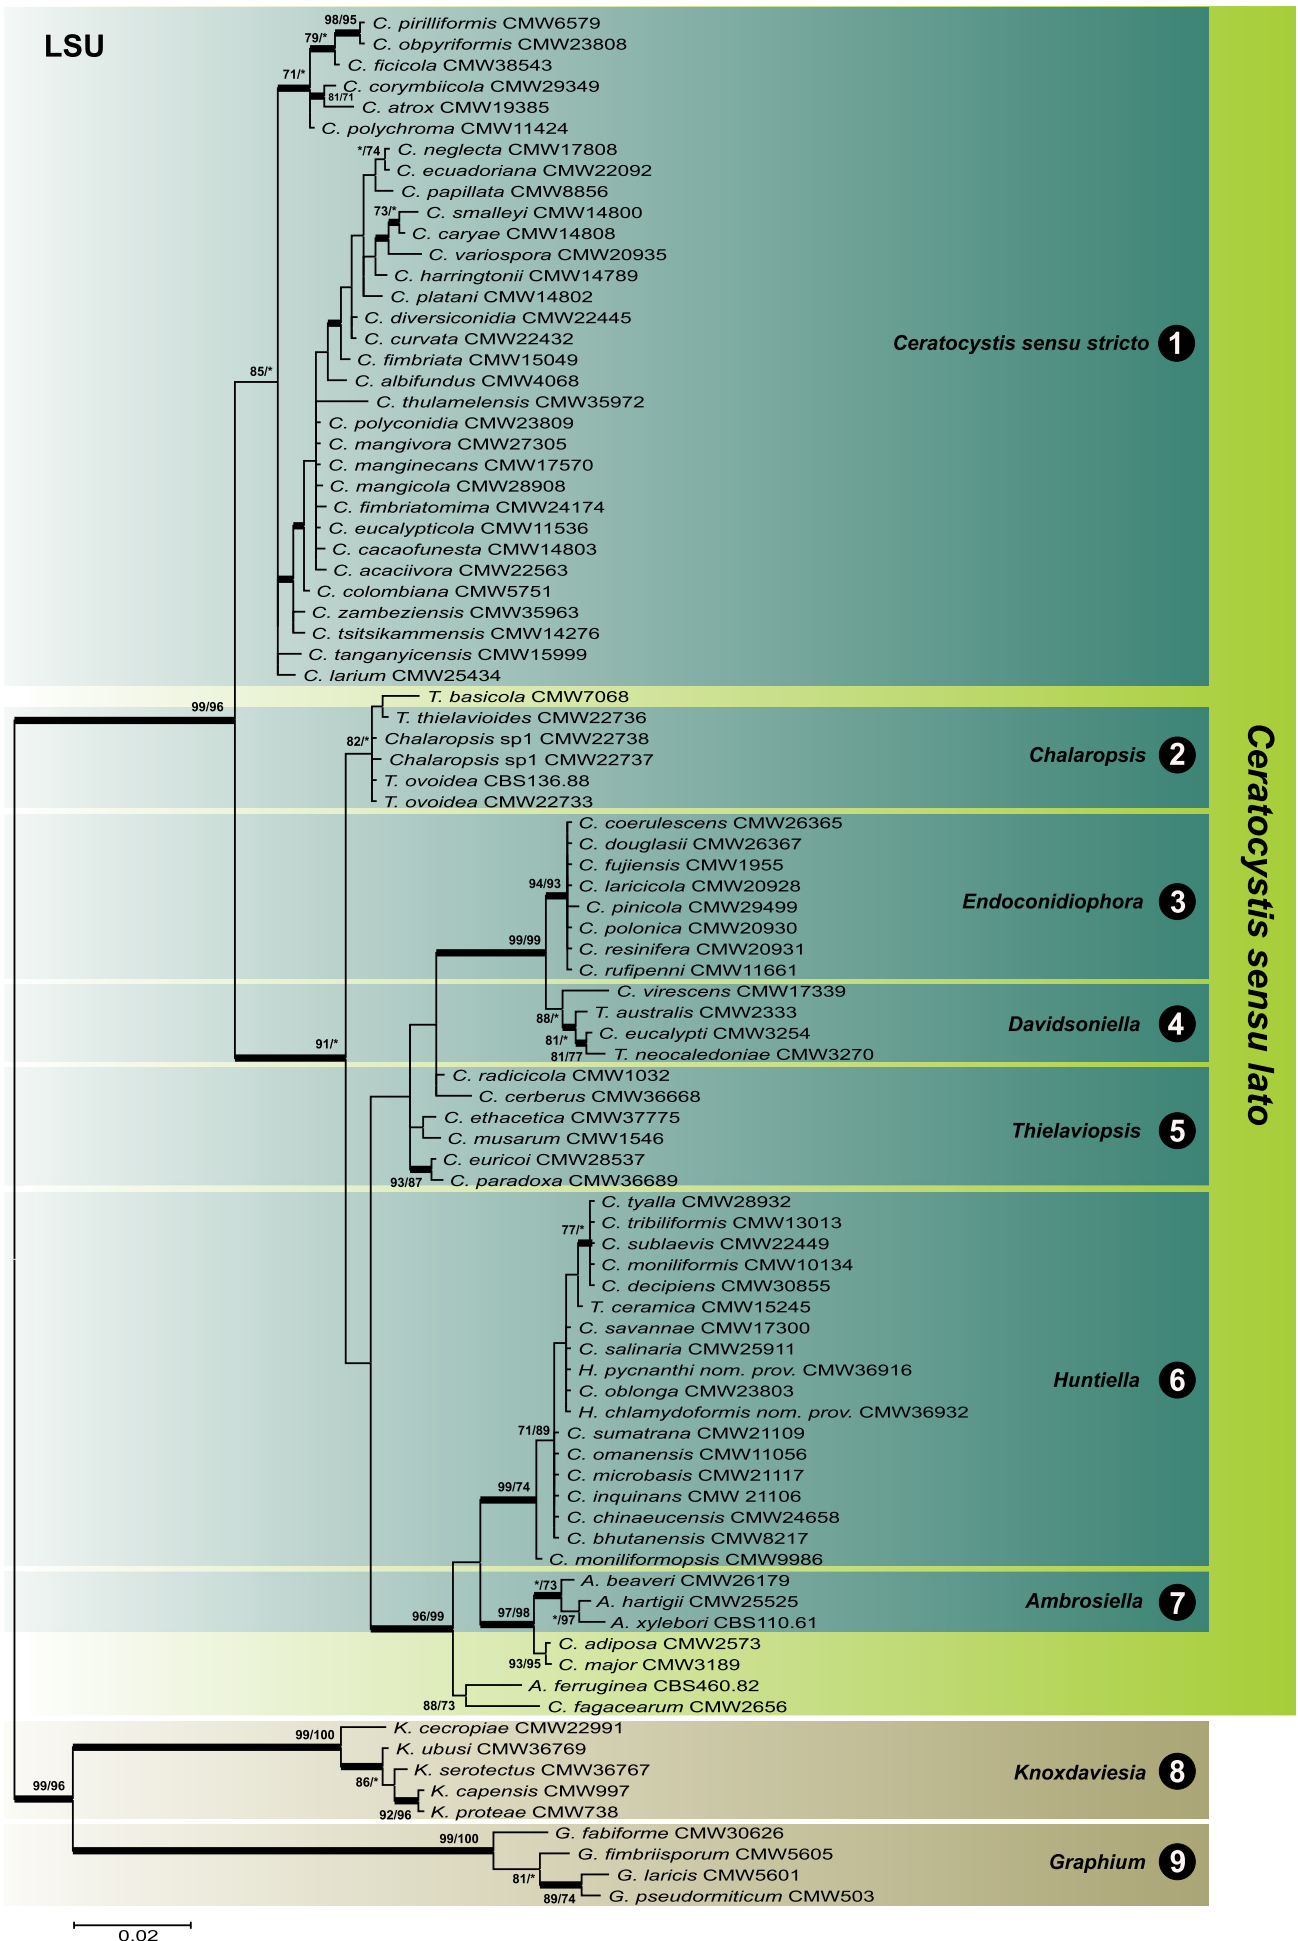 LSU
98/95
C. pirilliformis CMW6579
79/*
C. obpyriformis CMW23808
C. ficicola CMW38543
71/*
C. corymbiicola CMW29349
81/71
C. atrox CMW19385
C. polychroma CMW11424
*/74
C. neglecta CMW17808
C. ecuadoriana CMW22092
C. papillata CMW8856
73/*
C. smalleyi CMW14800
C. caryae CMW14808
C. variospora CMW20935
C. harringtonii CMW14789
C. platani CMW14802
C. diversiconidia CMW22445
C. curvata CMW22432
Ceratocystis sensu stricto 1
C. fimbriata CMW15049
85/*
C. albifundus CMW4068
C. thulamelensis CMW35972
C. polyconidia CMW23809
C. mangivora CMW27305
C. manginecans CMW17570
C. mangicola CMW28908
C. fimbriatomima CMW24174
C. eucalypticola CMW11536
C. cacaofunesta CMW14803
C. acaciivora CMW22563
C. colombiana CMW5751
C. zambeziensis CMW35963
C. tsitsikammensis CMW14276
C. tanganyicensis CMW15999
C. larium CMW25434
T. basicola CMW7068
99/96
T. thielavioides CMW22736
82/*
Chalaropsis sp1 CMW22738
Chalaropsis sp1 CMW22737
Chalaropsis 2
T. ovoidea CBS136.88
T. ovoidea CMW22733
C. coerulescens CMW26365
C. douglasii CMW26367
C. fujiensis CMW1955
94/93
C. laricicola CMW20928
C. pinicola CMW29499
Endoconidiophora 3
C. polonica CMW20930
99/99
C. resinifera CMW20931
C. rufipenni CMW11661
C. virescens CMW17339
88/*
T. australis CMW2333
Davidsoniella 4
81/*
C. eucalypti CMW3254
81/77
T. neocaledoniae CMW3270
91/*
C. radicicola CMW1032
C. cerberus CMW36668
C. ethacetica CMW37775
Thielaviopsis 5
C. musarum CMW1546
C. euricoi CMW28537
93/87
C. paradoxa CMW36689
Ceratocystis sensu lato
C. tyalla CMW28932
77/*
C. tribiliformis CMW13013
C. sublaevis CMW22449
C. moniliformis CMW10134
C. decipiens CMW30855
T. ceramica CMW15245
C. savannae CMW17300
C. salinaria CMW25911
H. pycnanthi nom. prov. CMW36916
Huntiella 6
C. oblonga CMW23803
H. chlamydoformis nom. prov. CMW36932
71/89
C. sumatrana CMW21109
C. omanensis CMW11056
C. microbasis CMW21117
99/74
C. inquinans CMW 21106
C. chinaeucensis CMW24658
C. bhutanensis CMW8217
C. moniliformopsis CMW9986
*/73
A. beaveri CMW26179
A. hartigii CMW25525
Ambrosiella 7
97/98
*/97
A. xylebori CBS110.61
96/99
C. adiposa CMW2573
93/95
C. major CMW3189
A. ferruginea CBS460.82
88/73
C. fagacearum CMW2656
K. cecropiae CMW22991
99/100
K. ubusi CMW36769
K. serotectus CMW36767
Knoxdaviesia 8
86/*
99/96
K. capensis CMW997
92/96
K. proteae CMW738
G. fabiforme CMW30626
99/100
G. fimbriisporum CMW5605
Graphium 9
81/*
G. laricis CMW5601
89/74
G. pseudormiticum CMW503
0.02